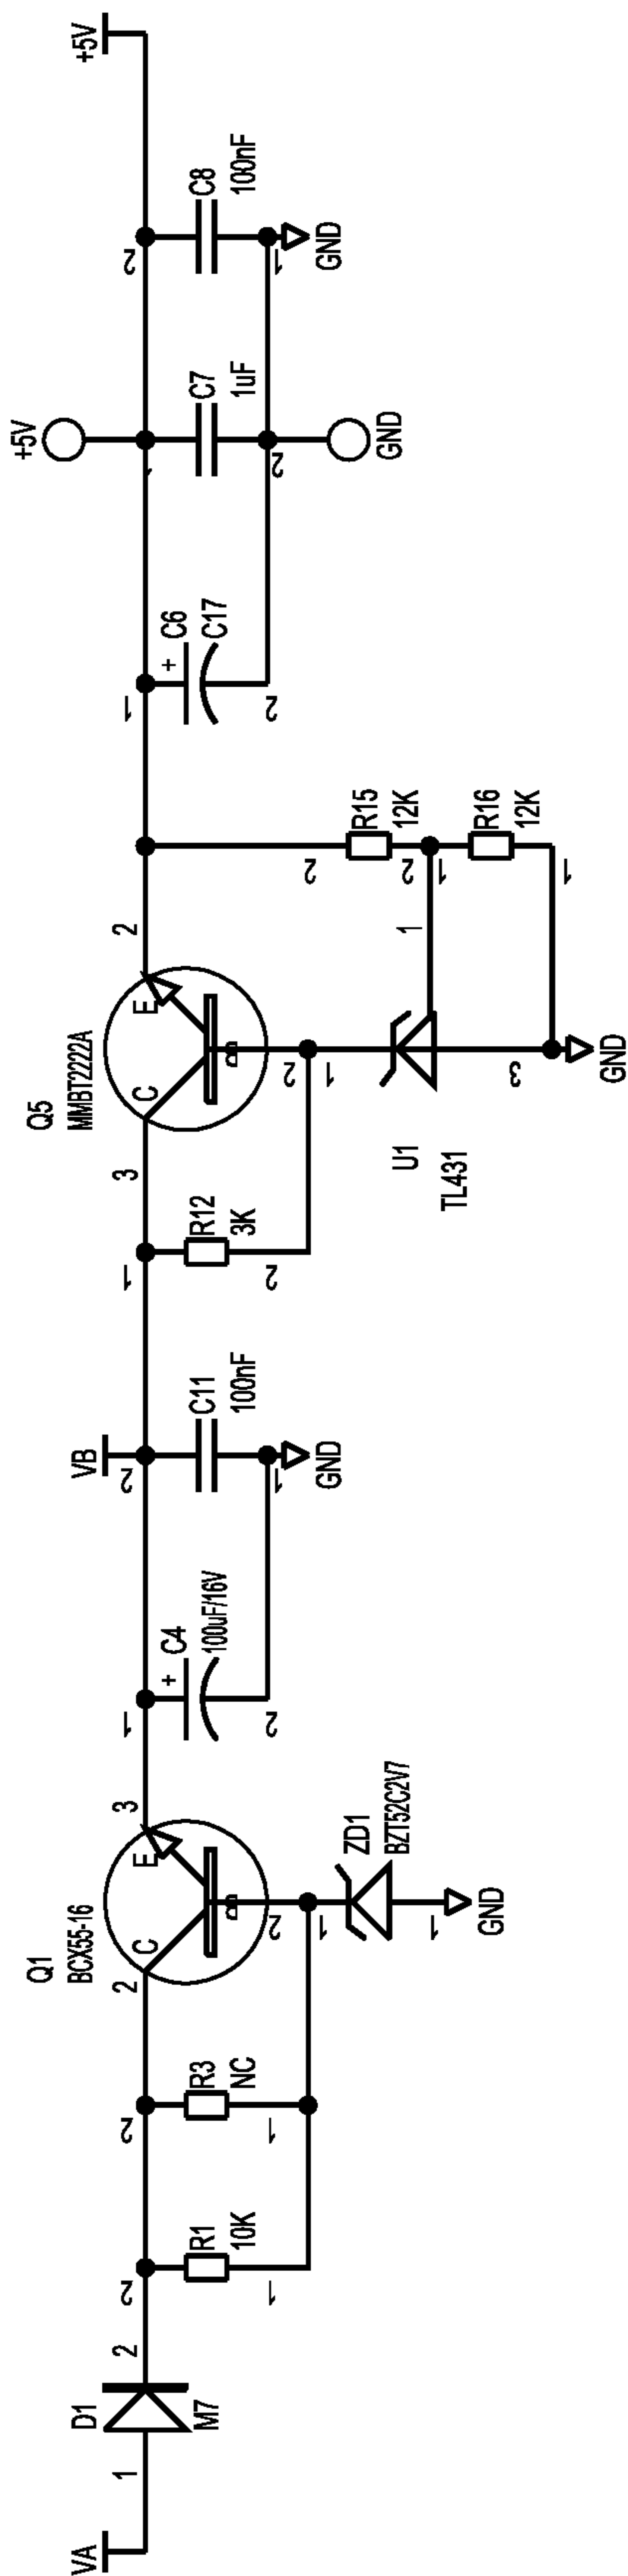 VA
1
D1
M7
2
2
R1
10K
1
2
R3
NC
1
Q1
BCX55-16
2
C
E
B
3
2
1
ZD1
BZT52C2V7
1
GND
1
+
C4
100uF/16V
2
VB
2
C11
100nF
1
GND
1
R12
3K
2
Q5
MMBT2222A
3
C
E
B
2
2
1
U1
TL431
3
1
GND
2
R15
12K
2
1
R16
12K
1
1
+
C6
C17
2
+5V
C7
1uF
2
GND
2
C8
100nF
1
GND
+5V